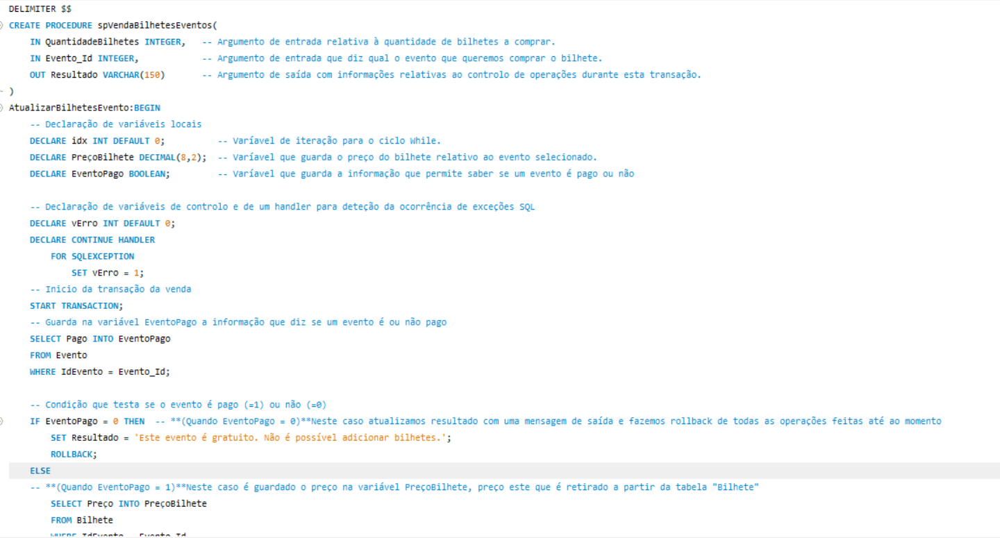 DELIMITER $$
CREATE PROCEDURE spVendaBilhetesEventos(
IN QuantidadeBilhetes INTEGER,   -- Argumento de entrada relativa à quantidade de bilhetes a comprar.
IN Evento_Id INTEGER,            -- Argumento de entrada que diz qual o evento que queremos comprar o bilhete.
OUT Resultado VARCHAR(150)       -- Argumento de saída com informações relativas ao controlo de operações durante esta transação.
)
AtualizarBilhetesEvento:BEGIN
-- Declaração de variáveis locais
DECLARE idx INT DEFAULT 0;          -- Varíavel de iteração para o ciclo While.
DECLARE PreçoBilhete DECIMAL(8,2);  -- Varíavel que guarda o preço do bilhete relativo ao evento selecionado.
DECLARE EventoPago BOOLEAN;         -- Varíavel que guarda a informação que permite saber se um evento é pago ou não
-- Declaração de variáveis de controlo e de um handler para deteção da ocorrência de exceções SQL
DECLARE vErro INT DEFAULT 0;
DECLARE CONTINUE HANDLER
FOR SQLEXCEPTION
SET vErro = 1;
-- Inicio da transação da venda
START TRANSACTION;
-- Guarda na variável EventoPago a informação que diz se um evento é ou não pago
SELECT Pago INTO EventoPago
FROM Evento
WHERE IdEvento = Evento_Id;
-- Condição que testa se o evento é pago (=1) ou não (=0)
IF EventoPago = 0 THEN  -- **(Quando EventoPago = 0)**Neste caso atualizamos resultado com uma mensagem de saída e fazemos rollback de todas as operações feitas até ao momento
SET Resultado = 'Este evento é gratuito. Não é possível adicionar bilhetes.';
ROLLBACK;
ELSE
-- **(Quando EventoPago = 1)**Neste caso é guardado o preço na variável PreçoBilhete, preço este que é retirado a partir da tabela "Bilhete"
SELECT Preço INTO PreçoBilhete
FROM Bilhete
WHERE IdEvento = Evento_Id